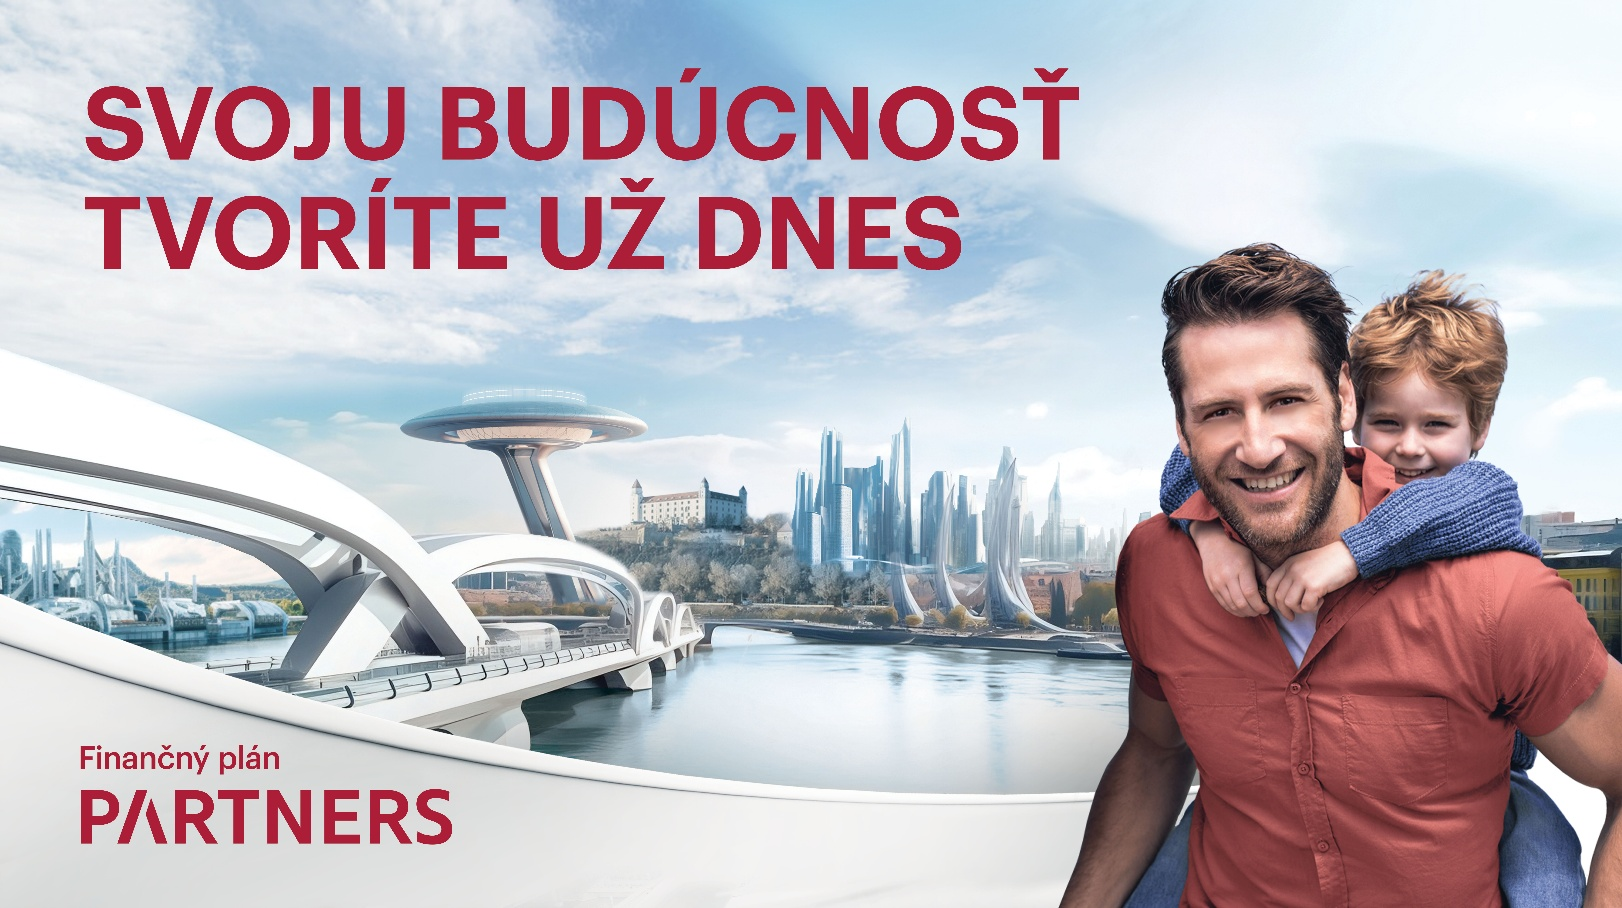 SVOJU BUDÚCNOSŤ
TVORÍTE UŽ DNES
Finančný plán
PARTNERS